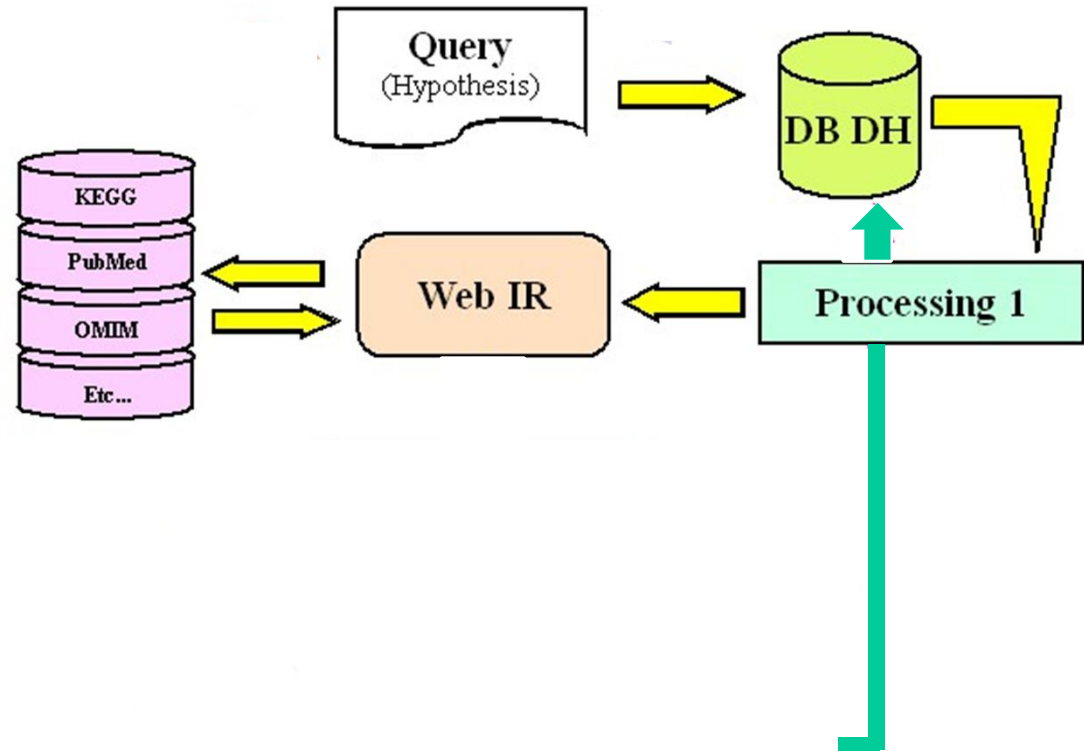 Query
(Hypothesis)
DB DH
KEGG
PubMed
OMIM
Etc...
Web IR
Processing 1